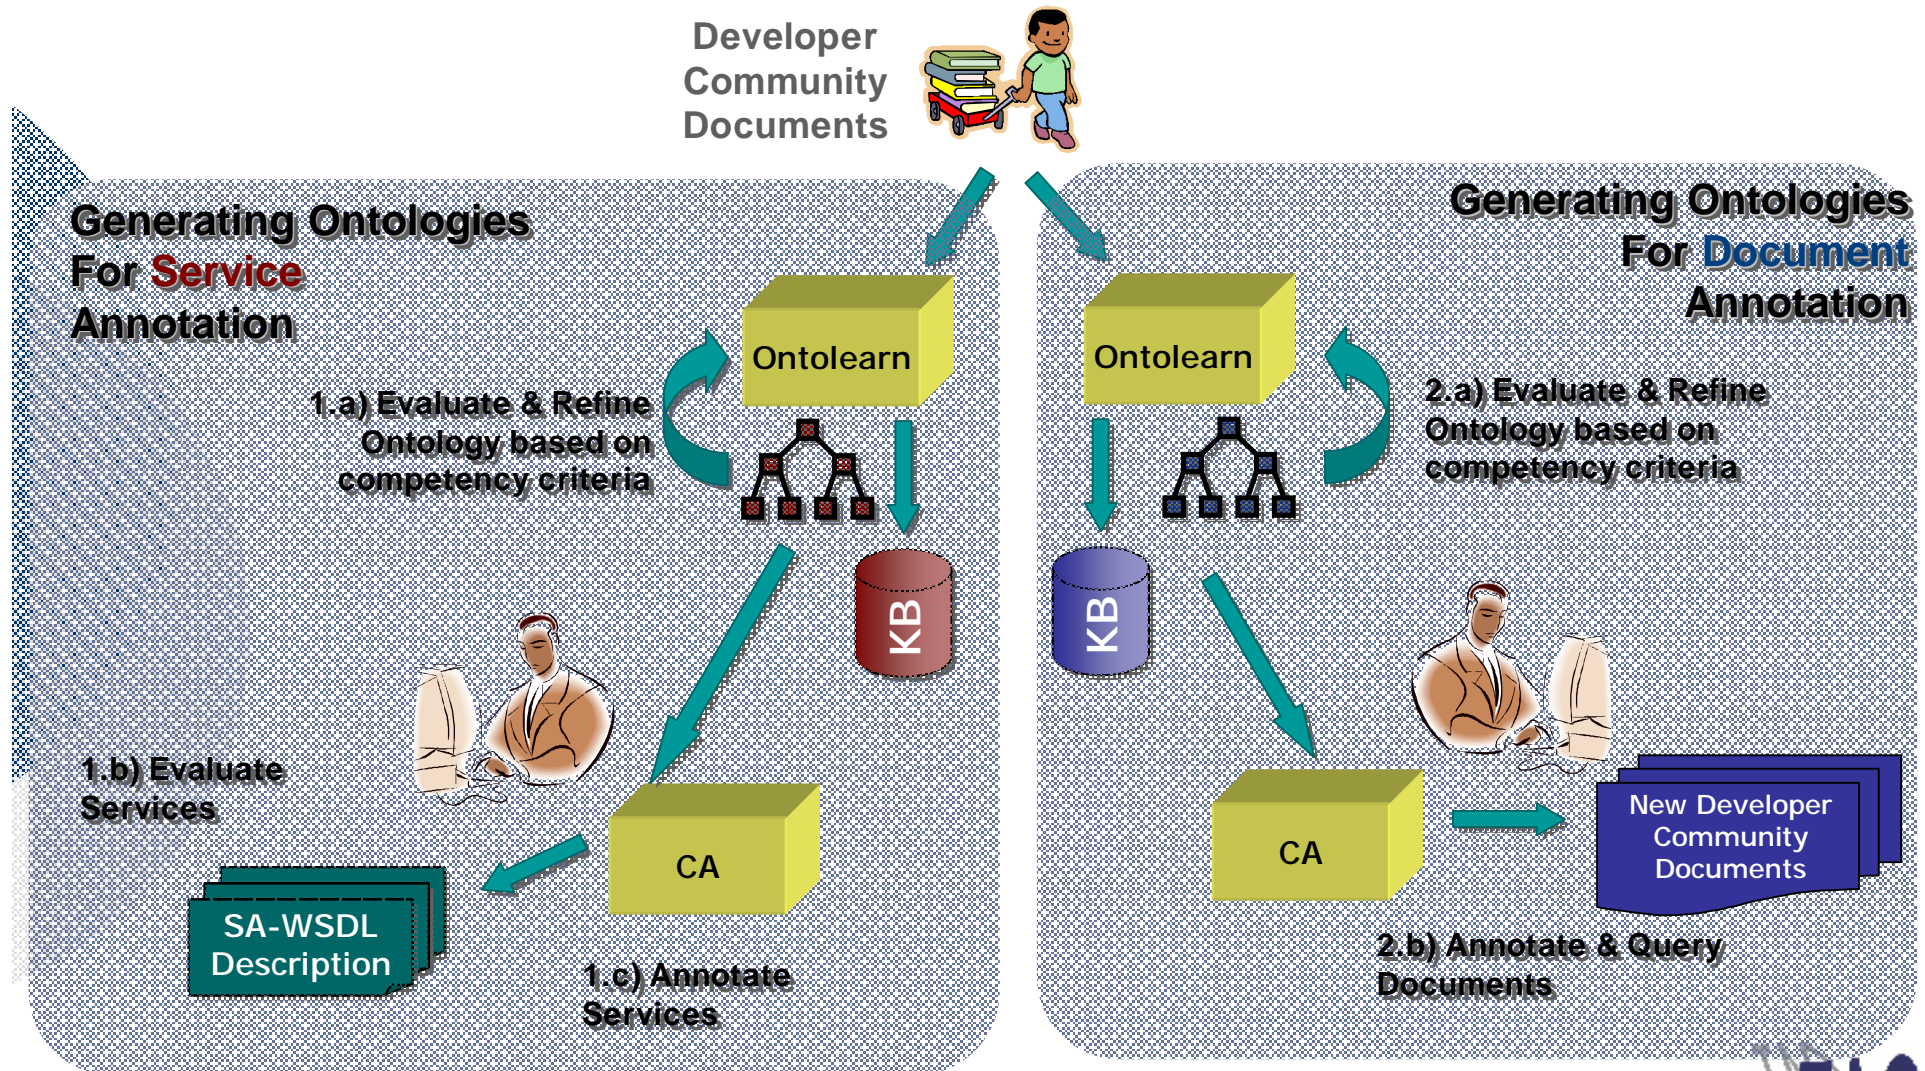 Developer
Community
Documents
Generating Ontologies
For Service
Annotation
Ontolearn
1.a) Evaluate & Refine
Ontology based on
competency criteria
KB
1.b) Evaluate
Services
CA
SA-WSDL
Description
1.c) Annotate
Services
Generating Ontologies
For Document
Annotation
Ontolearn
2.a) Evaluate & Refine
Ontology based on
competency criteria
KB
CA
New Developer
Community
Documents
2.b) Annotate & Query
Documents